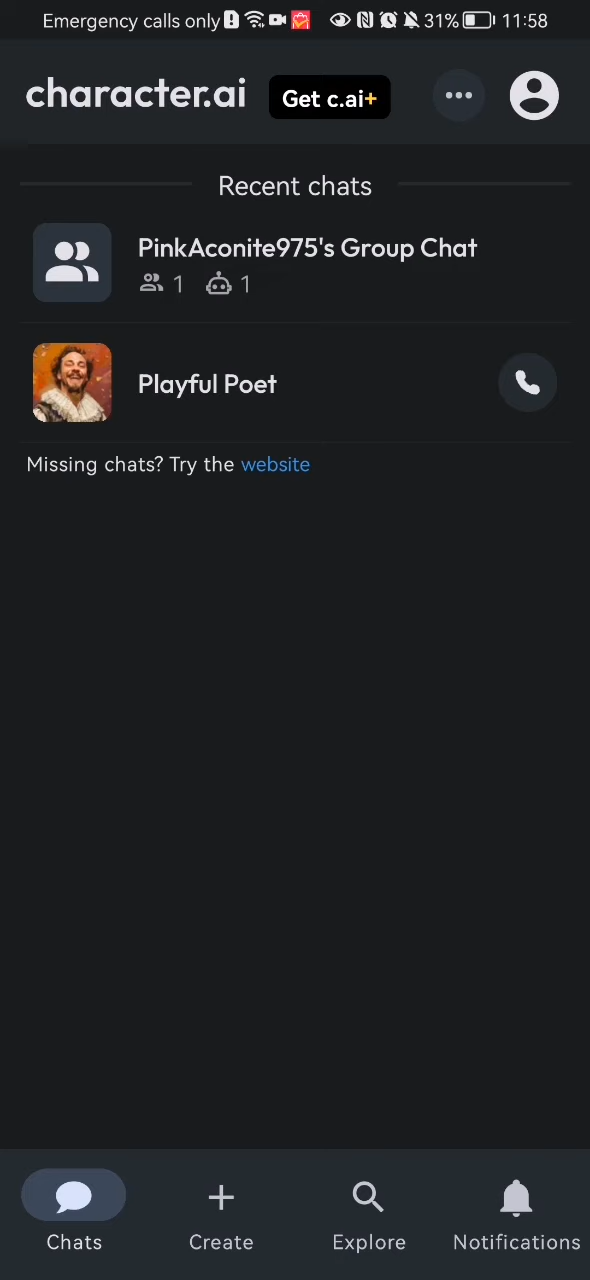 Emergency calls only 31% 11:58
character.ai Get c.ai+
Recent chats
PinkAconite975's Group Chat
1 1
Playful Poet
Missing chats? Try the website
Chats Create Explore Notifications